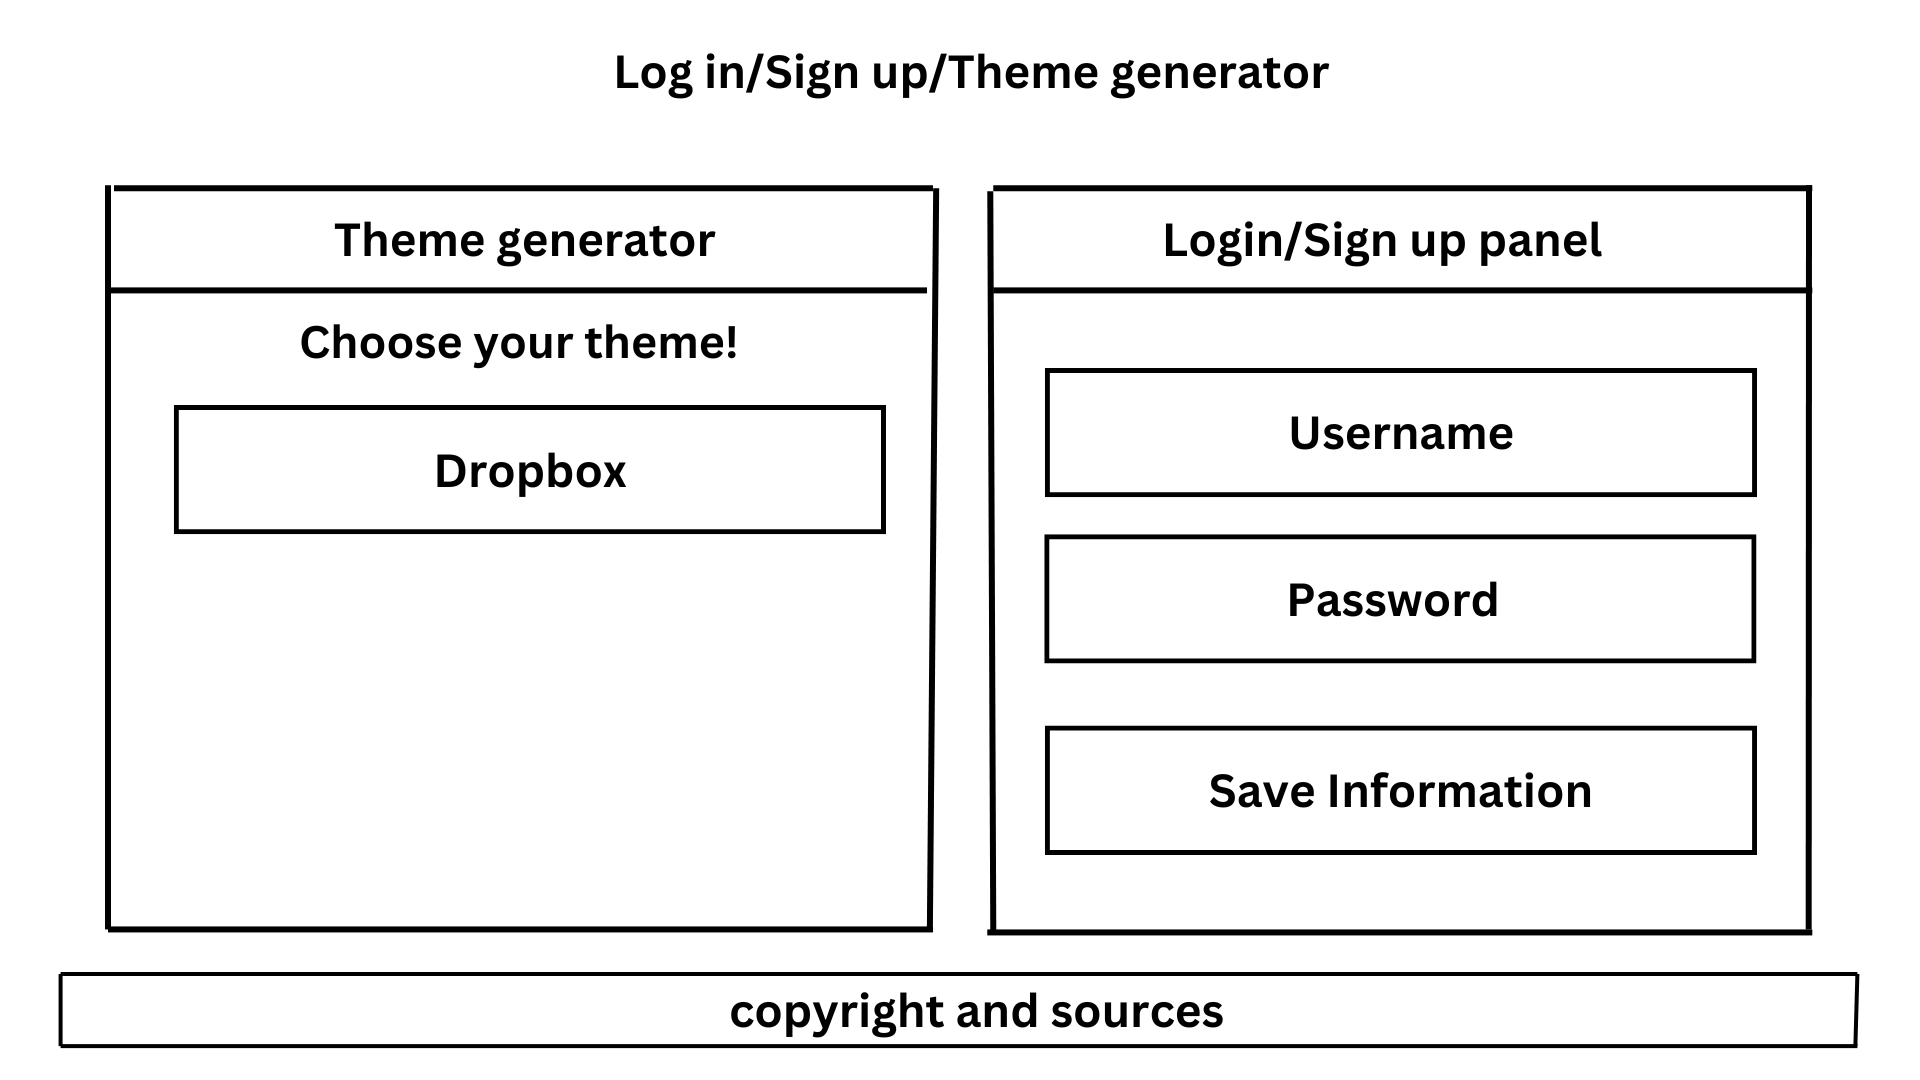 Log in/Sign up/Theme generator
Theme generator
Choose your theme!
Dropbox
Login/Sign up panel
Username
Password
Save Information
copyright and sources